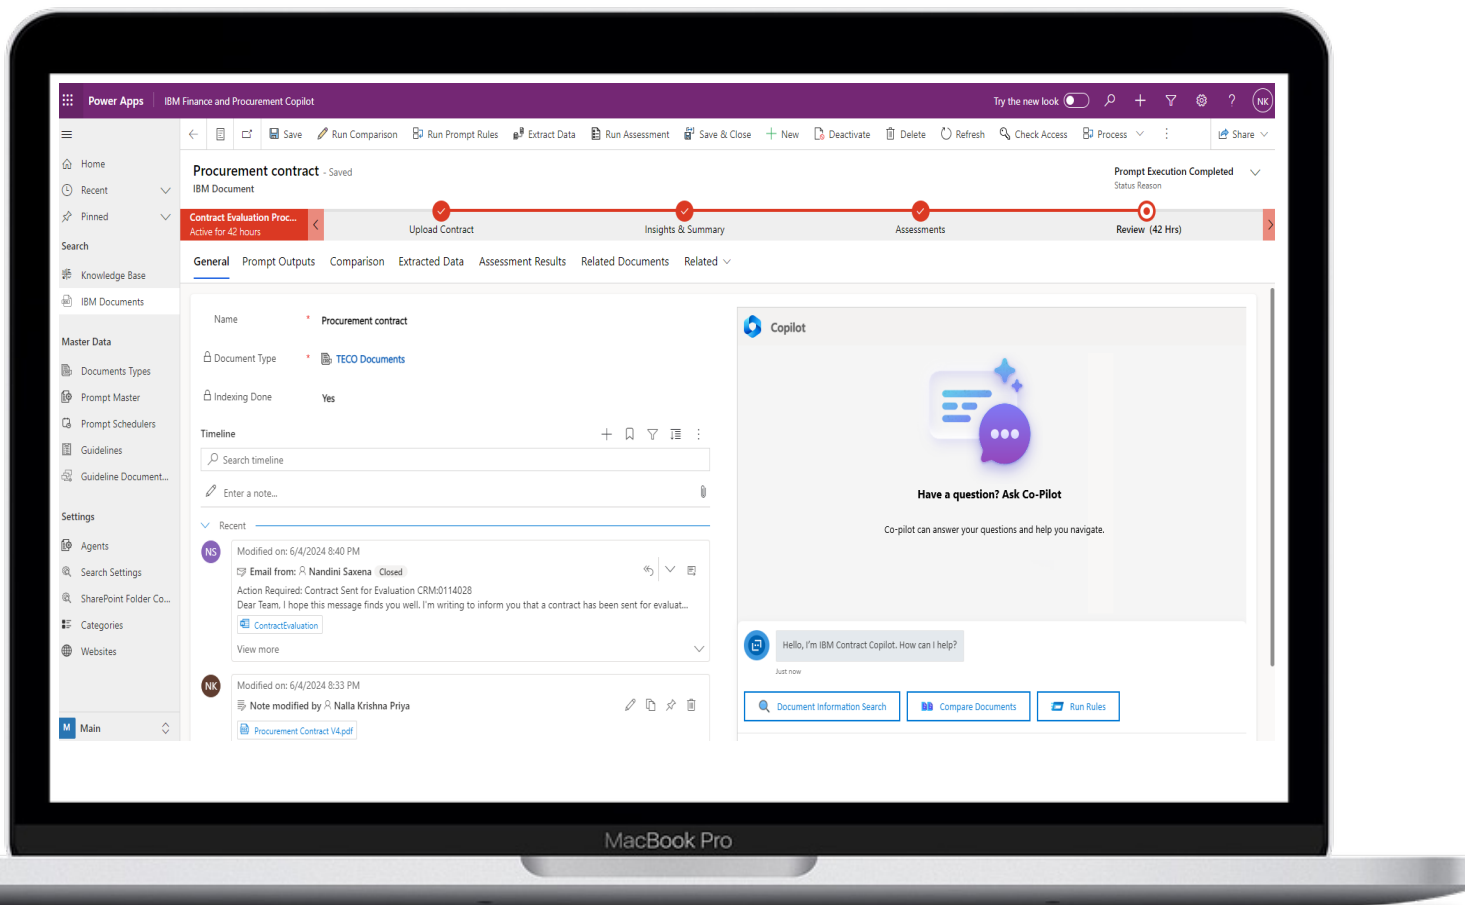 Power Apps IBM Finance and Procurement Copilot Try the new look ? NK
Save Run Comparison Run Prompt Rules Extract Data Run Assessment Save & Close New Deactivate Delete Refresh Check Access Process Share
Home
Recent
Pinned
Search
Knowledge Base
IBM Documents
Master Data
Documents Types
Prompt Master
Prompt Schedulers
Guidelines
Guideline Document...
Settings
Agents
Search Settings
SharePoint Folder Co...
Categories
Websites
M Main
Procurement contract - Saved
IBM Document
Prompt Execution Completed
Status Reason
Contract Evaluation Proc...
Active for 42 hours
Upload Contract Insights & Summary Assessments Review (42 Hrs)
General Prompt Outputs Comparison Extracted Data Assessment Results Related Documents Related
Name * Procurement contract
Document Type * TECO Documents
Indexing Done Yes
Timeline
Search timeline
Enter a note...
Recent
NS Modified on: 6/4/2024 8:40 PM
Email from: Nandini Saxena Closed
Action Required: Contract Sent for Evaluation CRM:0114028
Dear Team, I hope this message finds you well. I'm writing to inform you that a contract has been sent for evaluat...
ContractEvaluation
View more
NK Modified on: 6/4/2024 8:33 PM
Note modified by Nalla Krishna Priya
Procurement Contract V4.pdf
Copilot
Have a question? Ask Co-Pilot
Co-pilot can answer your questions and help you navigate.
Hello, I'm IBM Contract Copilot. How can I help?
Just now
Document Information Search Compare Documents Run Rules
MacBook Pro